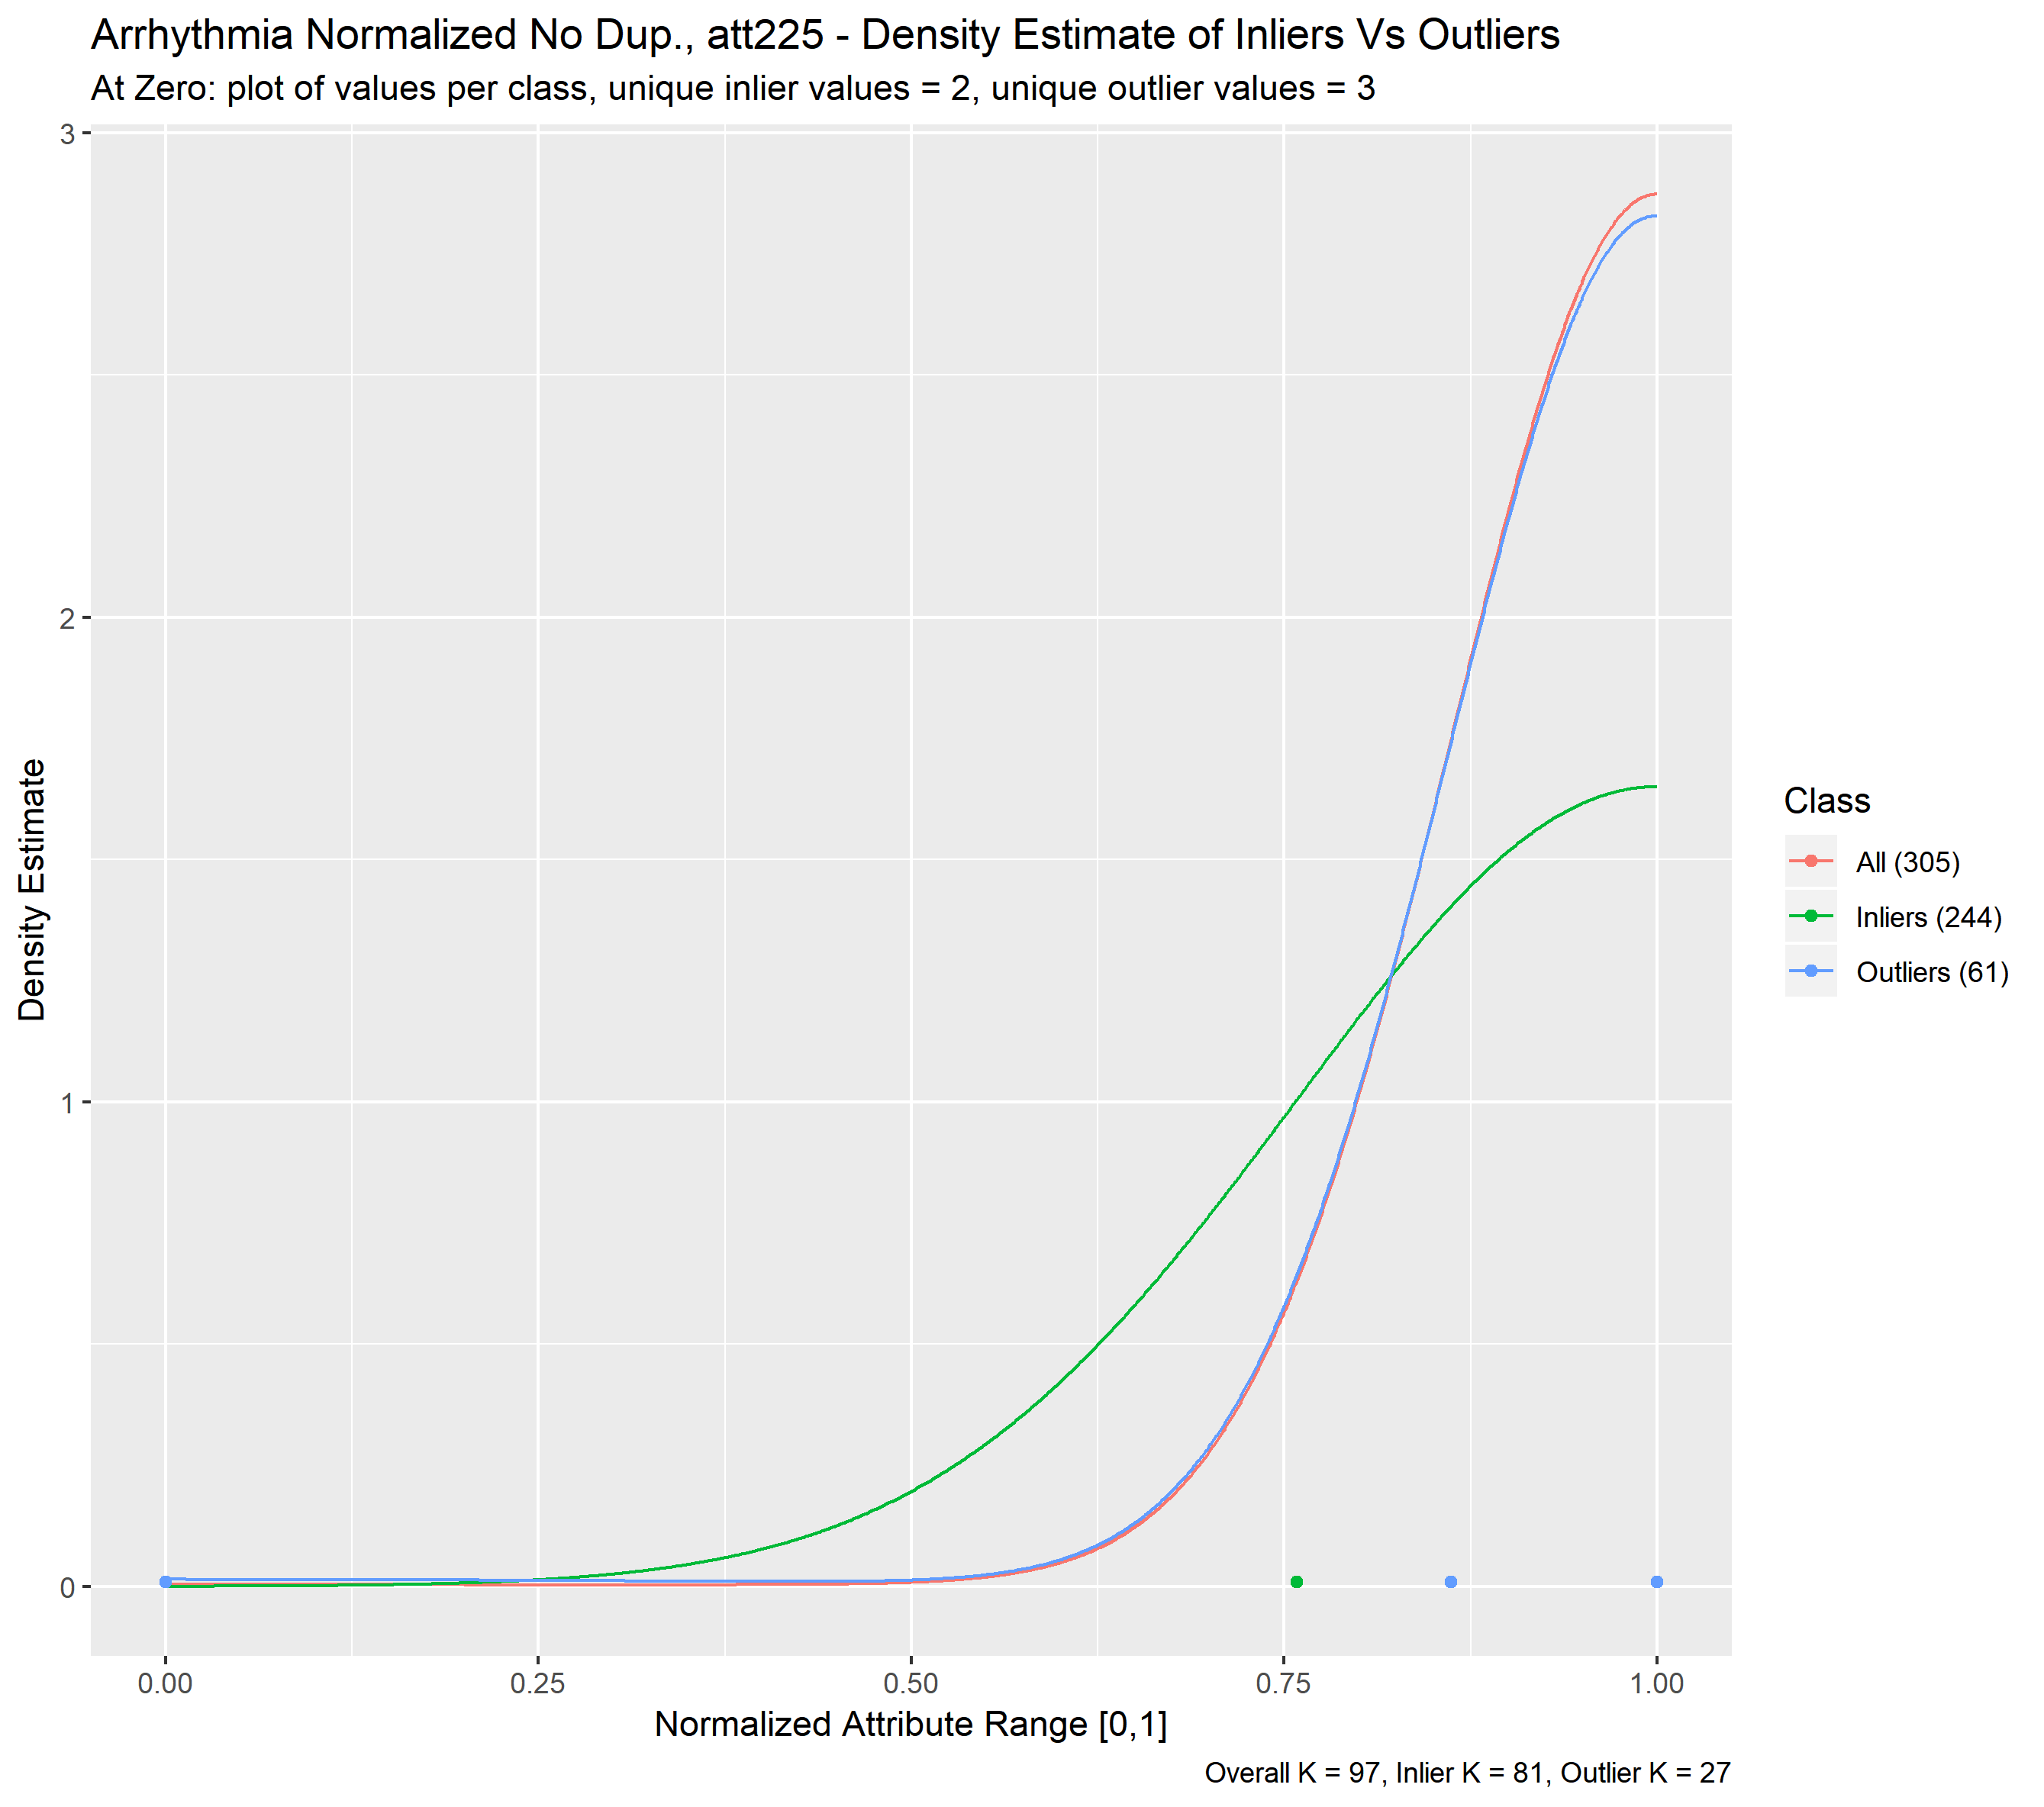 Arrhythmia Normalized No Dup., att225 - Density Estimate of Inliers Vs Outliers
At Zero: plot of values per class, unique inlier values = 2, unique outlier values = 3
3
2
1
0
Density Estimate
0.00 0.25 0.50 0.75 1.00
Normalized Attribute Range [0,1]
Class
All (305)
Inliers (244)
Outliers (61)
Overall K = 97, Inlier K = 81, Outlier K = 27